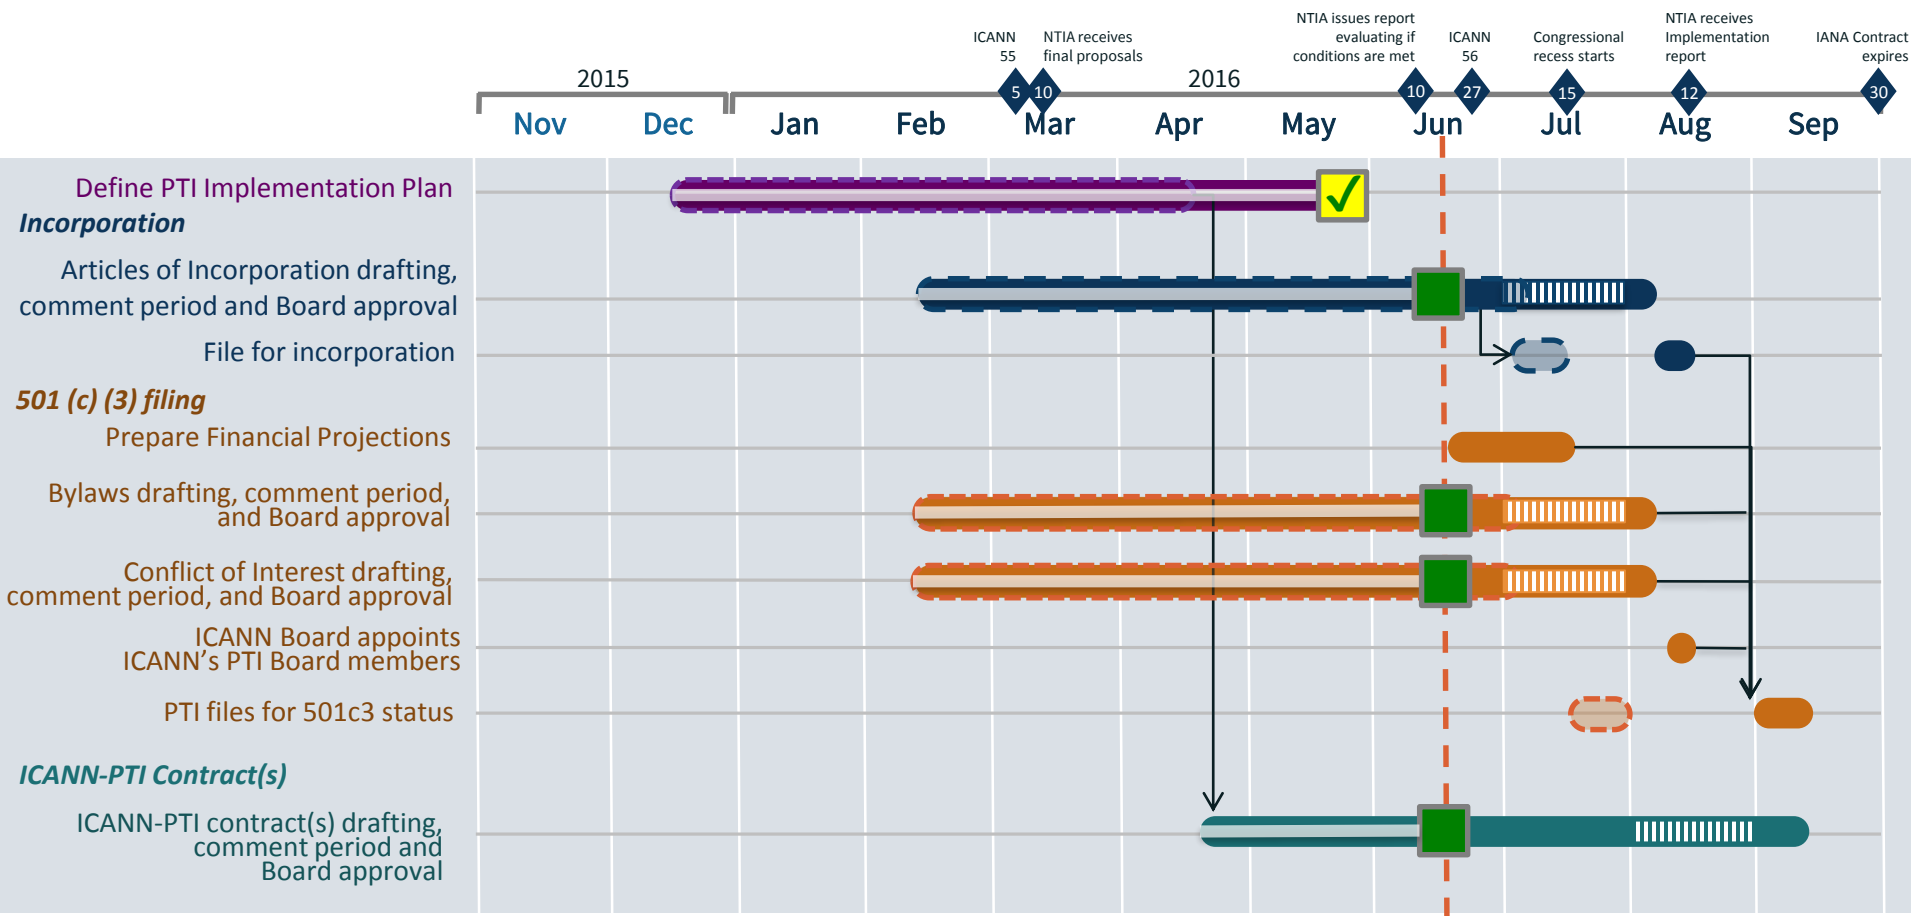 NTIA issues report
evaluating if
conditions are met
NTIA receives
Implementation
report
ICANN
55
NTIA receives
final proposals
ICANN
56
Congressional
recess starts
IANA Contract
expires
2015
2016
5
10
10
27
15
12
30
Nov
Dec
Jan
Feb
Mar
Apr
May
Jun
Jul
Aug
Sep
Define PTI Implementation Plan
Incorporation
Articles of Incorporation drafting,
comment period and Board approval
File for incorporation
501 (c) (3) filing
Prepare Financial Projections
Bylaws drafting, comment period,
and Board approval
Conflict of Interest drafting,
comment period, and Board approval
ICANN Board appoints
ICANN's PTI Board members
PTI files for 501c3 status
ICANN-PTI Contract(s)
ICANN-PTI contract(s) drafting,
comment period and
Board approval